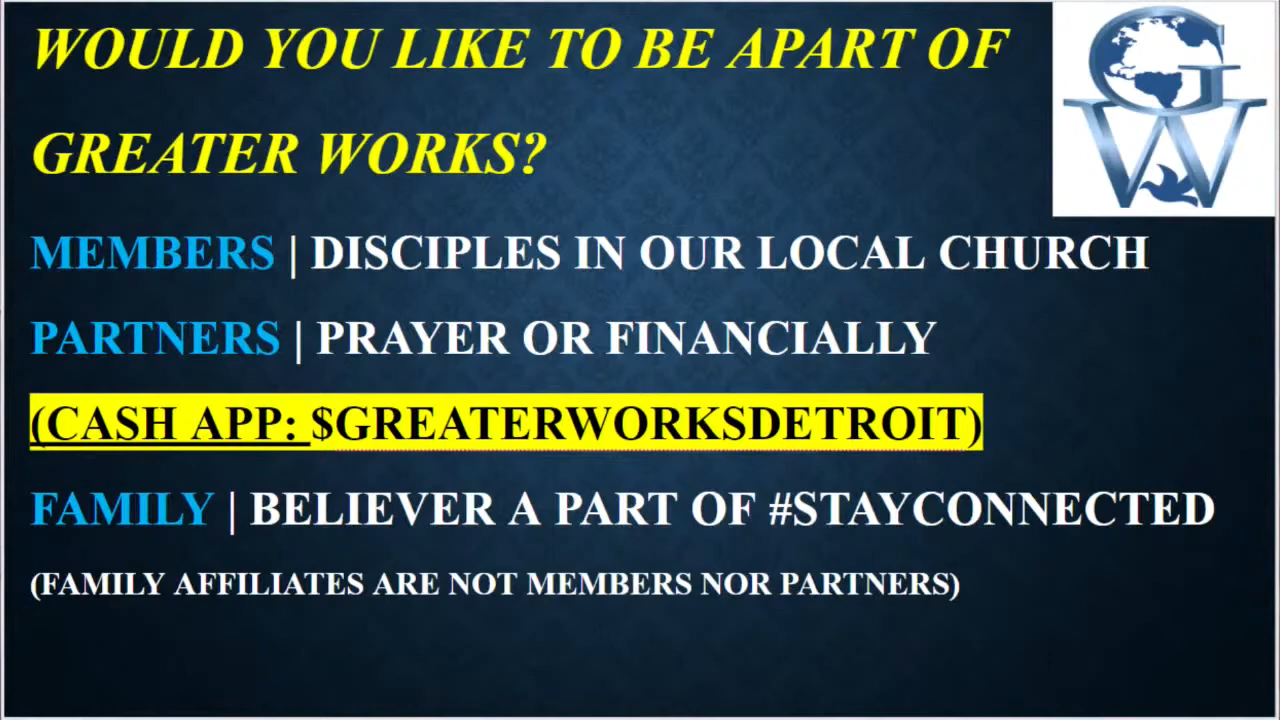 WOULD YOU LIKE TO BE APART OF
GREATER WORKS?
MEMBERS | DISCIPLES IN OUR LOCAL CHURCH
PARTNERS | PRAYER OR FINANCIALLY
(CASH APP: $GREATERWORKSDETROIT)
FAMILY | BELIEVER A PART OF #STAYCONNECTED
(FAMILY AFFILIATES ARE NOT MEMBERS NOR PARTNERS)
GW